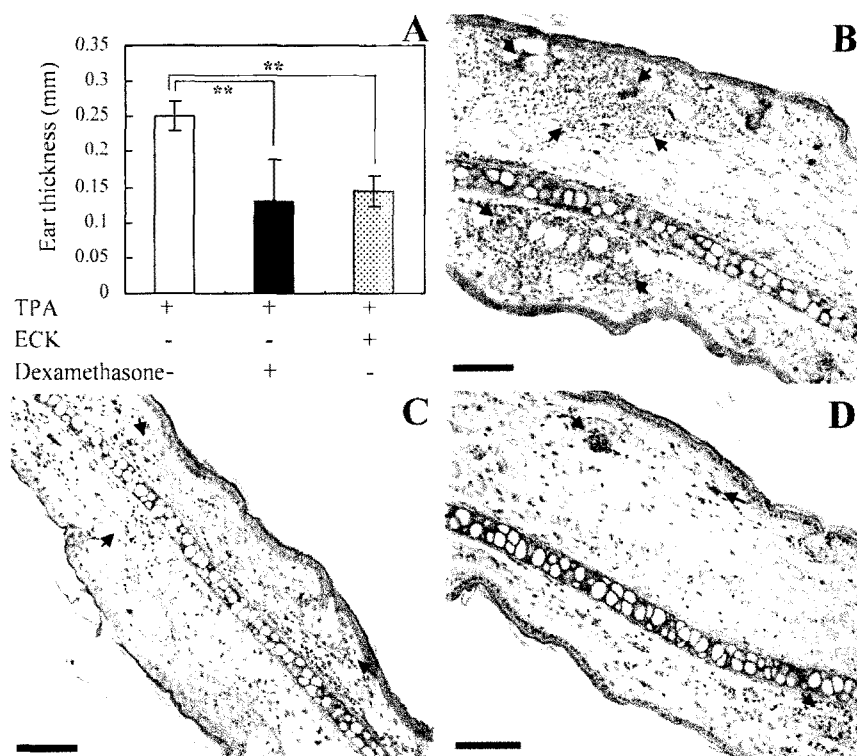 A
0.35
0.3
0.25
0.2
0.15
0.1
0.05
0
Ear thickness (mm)
**
**
TPA + + +
ECK - - +
Dexamethasone - + -
B
C
D